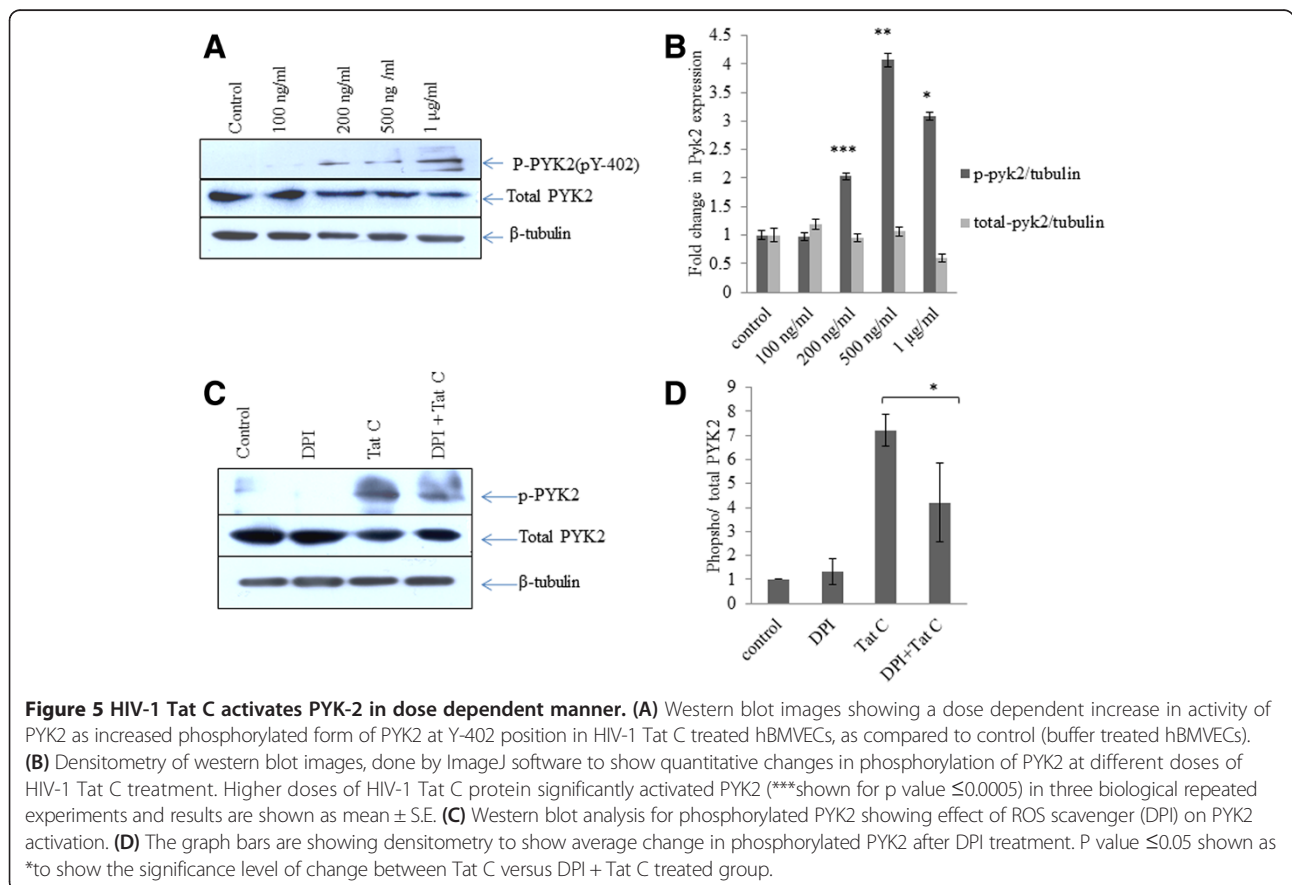 A
Control
100 ng/ml
200 ng/ml
500 ng /ml
1 µg/ml
P-PYK2(pY-402)
Total PYK2
β-tubulin
B
Fold change in Pyk2 expression
4.5
4
3.5
3
2.5
2
1.5
1
0.5
0
***
**
*
control
100 ng/ml
200 ng/ml
500 ng/ml
1 µg/ml
p-pyk2/tubulin
total-pyk2/tubulin
C
Control
DPI
Tat C
DPI + Tat C
p-PYK2
Total PYK2
β-tubulin
D
Phopsho/ total PYK2
9
8
7
6
5
4
3
2
1
0
*
control
DPI
Tat C
DPI+Tat C
Figure 5 HIV-1 Tat C activates PYK-2 in dose dependent manner. (A) Western blot images showing a dose dependent increase in activity of
PYK2 as increased phosphorylated form of PYK2 at Y-402 position in HIV-1 Tat C treated hBMVECs, as compared to control (buffer treated hBMVECs).
(B) Densitometry of western blot images, done by ImageJ software to show quantitative changes in phosphorylation of PYK2 at different doses of
HIV-1 Tat C treatment. Higher doses of HIV-1 Tat C protein significantly activated PYK2 (***shown for p value ≤0.0005) in three biological repeated
experiments and results are shown as mean ± S.E. (C) Western blot analysis for phosphorylated PYK2 showing effect of ROS scavenger (DPI) on PYK2
activation. (D) The graph bars are showing densitometry to show average change in phosphorylated PYK2 after DPI treatment. P value ≤0.05 shown as
*to show the significance level of change between Tat C versus DPI + Tat C treated group.